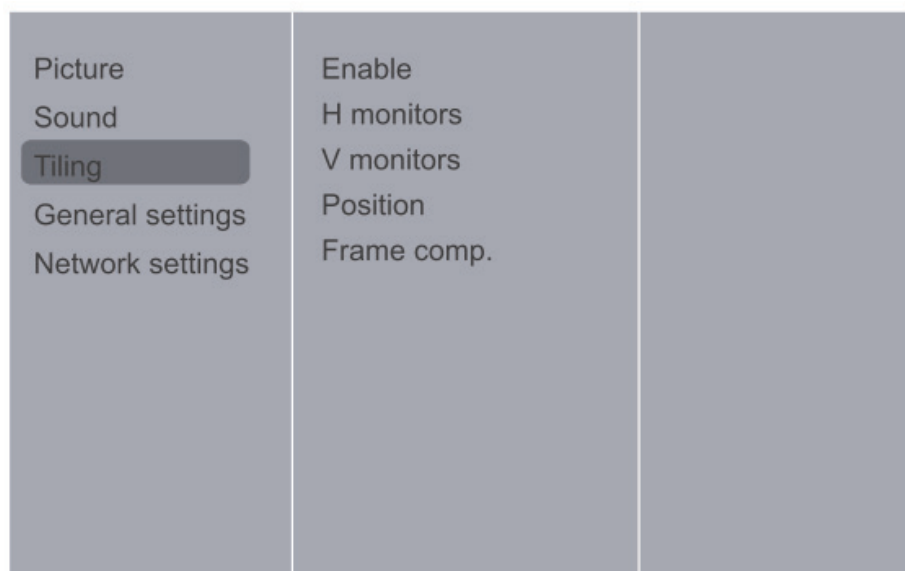 Picture
Sound
Tiling
General settings
Network settings
Enable
H monitors
V monitors
Position
Frame comp.